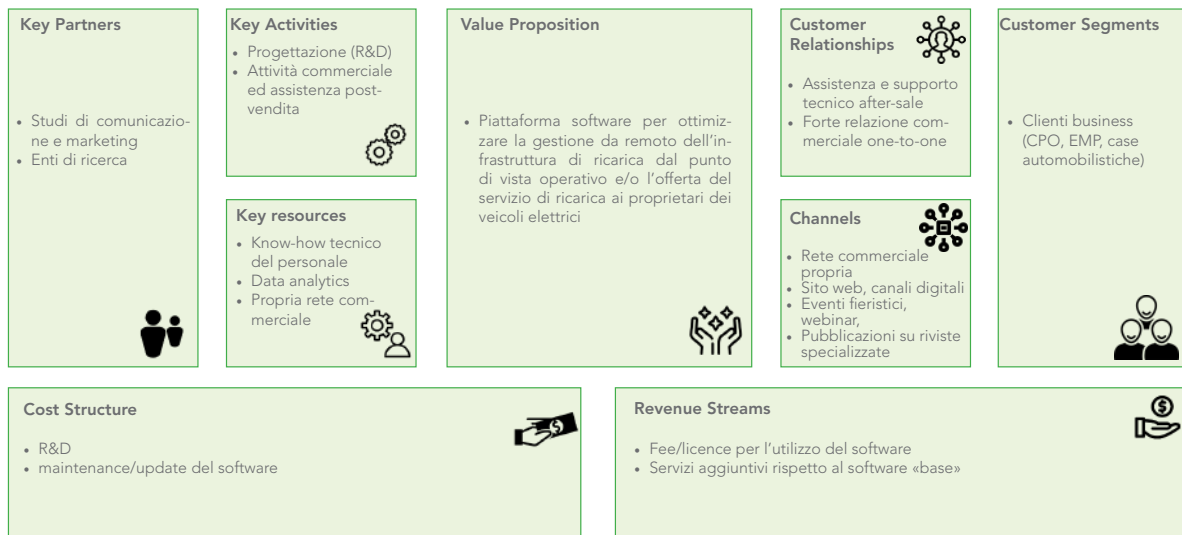 Key Partners
• Studi di comunicazio-
ne e marketing
• Enti di ricerca
Key Activities
• Progettazione (R&D)
• Attività commerciale
ed assistenza post-
vendita
Key resources
• Know-how tecnico
del personale
• Data analytics
• Propria rete com-
merciale
Value Proposition
• Piattaforma software per ottimiz-
zare la gestione da remoto dell’in-
frastruttura di ricarica dal punto
di vista operativo e/o l’offerta del
servizio di ricarica ai proprietari dei
veicoli elettrici
Customer
Relationships
• Assistenza e supporto
tecnico after-sale
• Forte relazione com-
merciale one-to-one
Channels
• Rete commerciale
propria
• Sito web, canali digitali
• Eventi fieristici,
webinar,
• Pubblicazioni su riviste
specializzate
Customer Segments
• Clienti business
(CPO, EMP, case
automobilistiche)
Cost Structure
• R&D
• maintenance/update del software
Revenue Streams
• Fee/licence per l’utilizzo del software
• Servizi aggiuntivi rispetto al software «base»